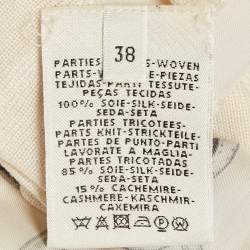 38
PARTIES TISSEES-WOVEN
PARTS-WEBTEILE-PIEZAS
TEJIDAS-PARTI TESSUTE-
PEÇAS TECIDAS
100% SOIE-SILK-SEIDE-
SEDA-SETA
PARTIES TRICOTEES-
PARTS KNIT-STRICKTEILE-
PARTES DE PUNTO-PARTI
LAVORATE A MAGLIA-
PARTES TRICOTADAS
85% SOIE-SILK-SEIDE-
SEDA-SETA
15% CACHEMIRE-
CASHMERE-KASCHMIR-
CAXEMIRA